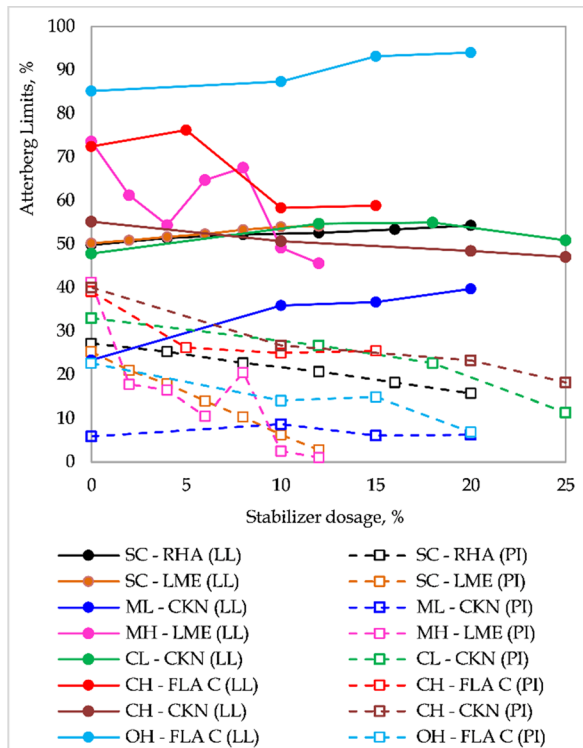 100
90
80
70
60
50
40
30
20
10
0
Atterberg Limits, %
0 5 10 15 20 25
Stabilizer dosage, %
SC - RHA (LL) SC - RHA (PI)
SC - LME (LL) SC - LME (PI)
ML - CKN (LL) ML - CKN (PI)
MH - LME (LL) MH - LME (PI)
CL - CKN (LL) CL - CKN (PI)
CH - FLA C (LL) CH - FLA C (PI)
CH - CKN (LL) CH - CKN (PI)
OH - FLA C (LL) OH - FLA C (PI)